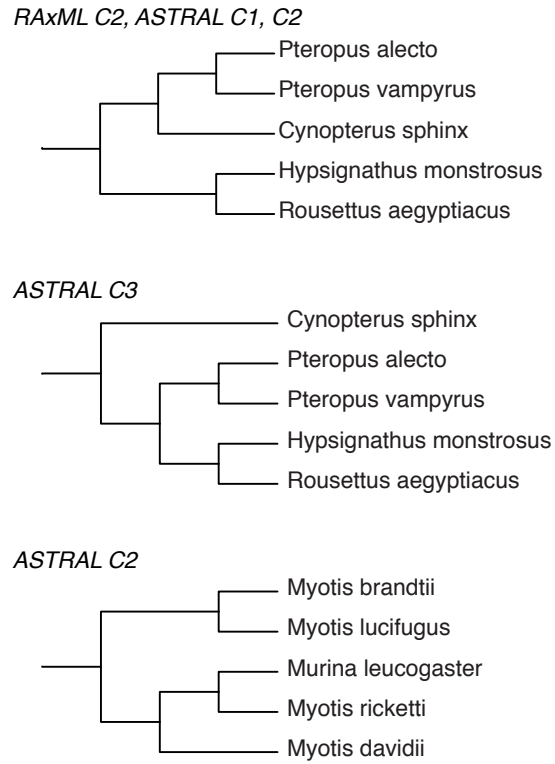 RAxML C2, ASTRAL C1, C2
Pteropus alecto
Pteropus vampyrus
Cynopterus sphinx
Hypsignathus monstrosus
Rousettus aegyptiacus
ASTRAL C3
Cynopterus sphinx
Pteropus alecto
Pteropus vampyrus
Hypsignathus monstrosus
Rousettus aegyptiacus
ASTRAL C2
Myotis brandtii
Myotis lucifugus
Murina leucogaster
Myotis ricketti
Myotis davidii